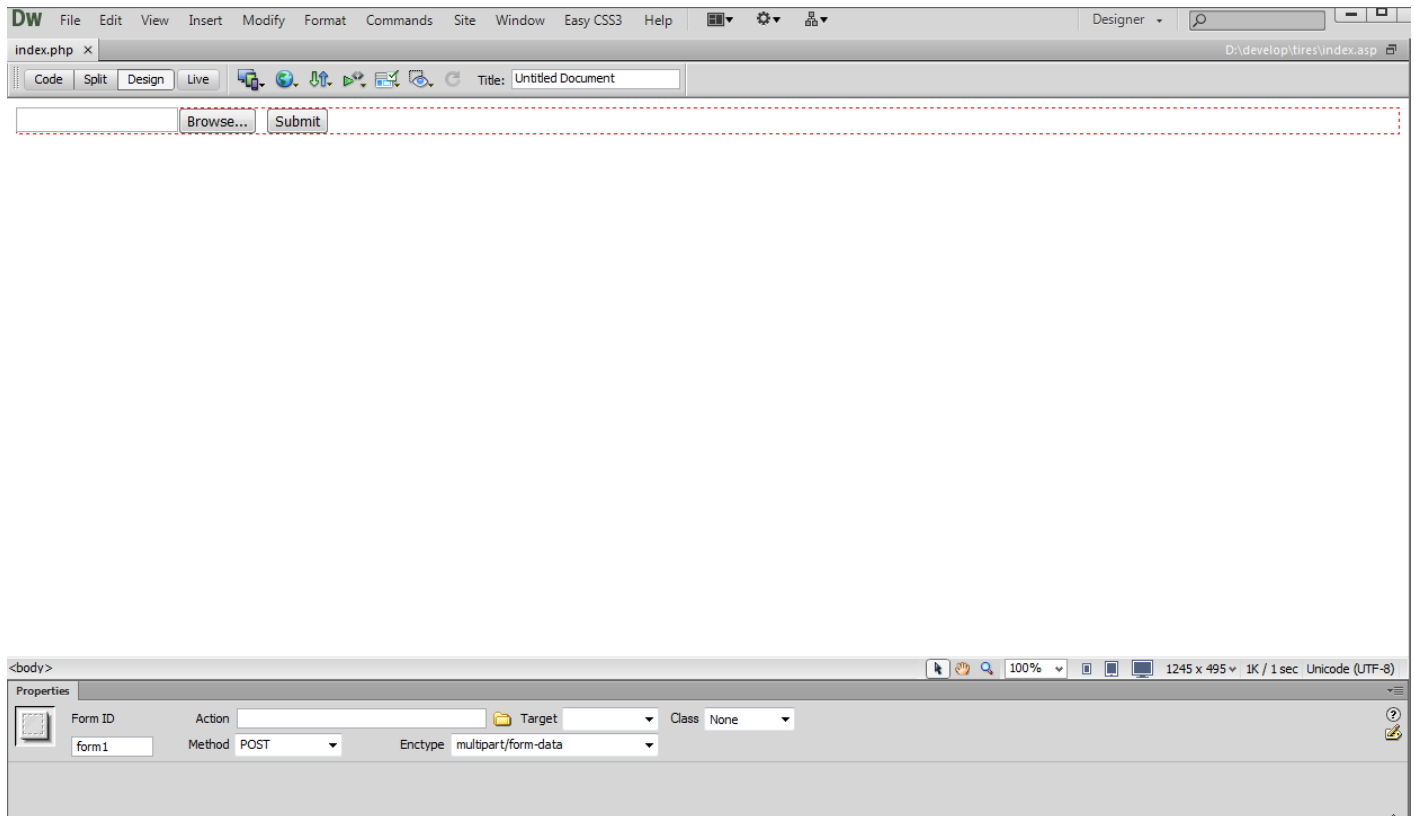 DW File Edit View Insert Modify Format Commands Site Window Easy CSS3 Help Designer
index.php × D:\develop\tires\index.asp
Code Split Design Live Title: Untitled Document
Browse... Submit
<body> 100% 1245 x 495 1K / 1 sec Unicode (UTF-8)
Properties
Form ID Action Target Class None
form1 Method POST Enctype multipart/form-data